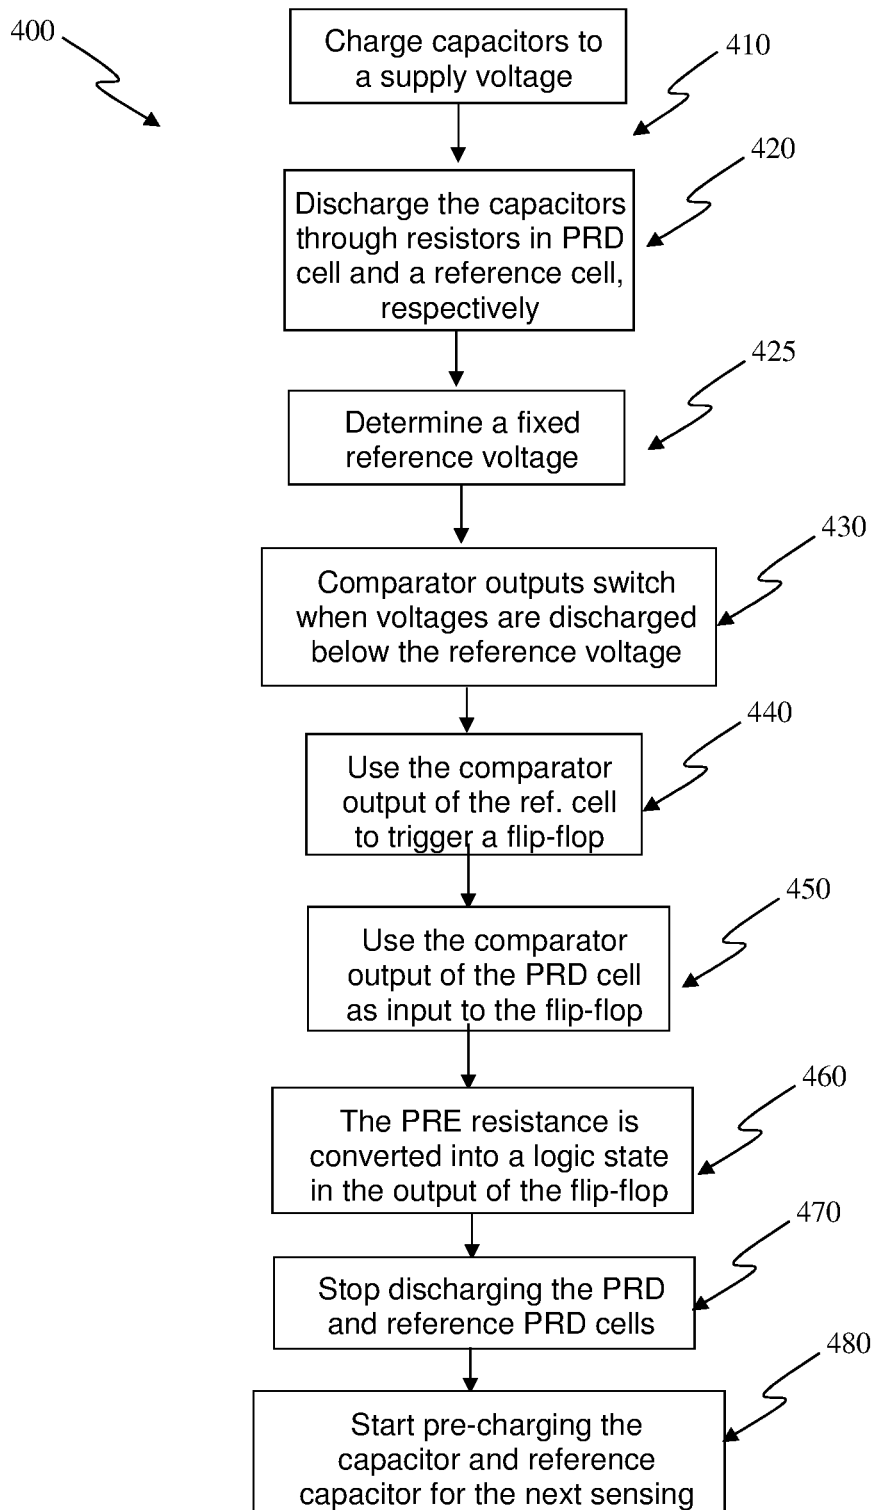 400
Charge capacitors to
a supply voltage
410
420
Discharge the capacitors
through resistors in PRD
cell and a reference cell,
respectively
425
Determine a fixed
reference voltage
430
Comparator outputs switch
when voltages are discharged
below the reference voltage
440
Use the comparator
output of the ref. cell
to trigger a flip-flop
450
Use the comparator
output of the PRD cell
as input to the flip-flop
460
The PRE resistance is
converted into a logic state
in the output of the flip-flop
470
Stop discharging the PRD
and reference PRD cells
480
Start pre-charging the
capacitor and reference
capacitor for the next sensing